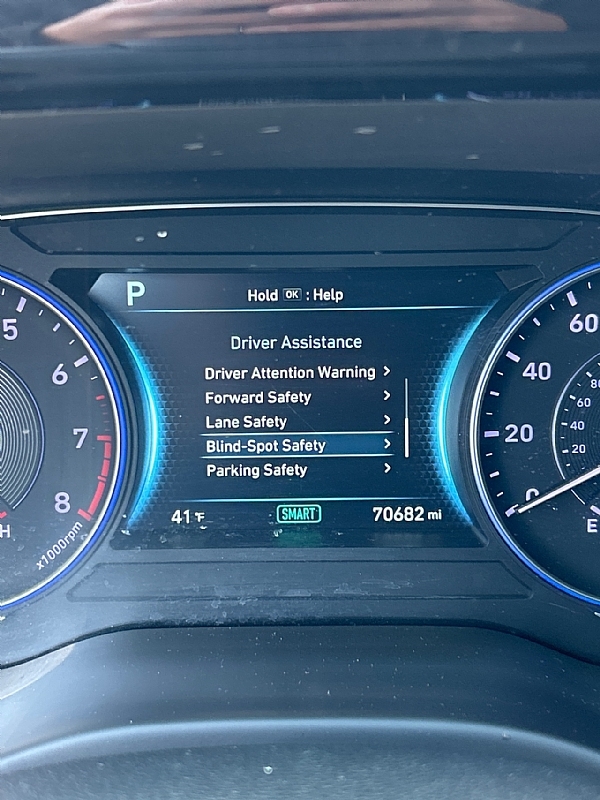 P
Hold OK : Help
Driver Assistance
Driver Attention Warning >
Forward Safety >
Lane Safety >
Blind-Spot Safety >
Parking Safety >
41 °F
SMART
70682 mi
5
6
7
8
x1000rpm
H
60
40
20
0
80
60
40
20
E